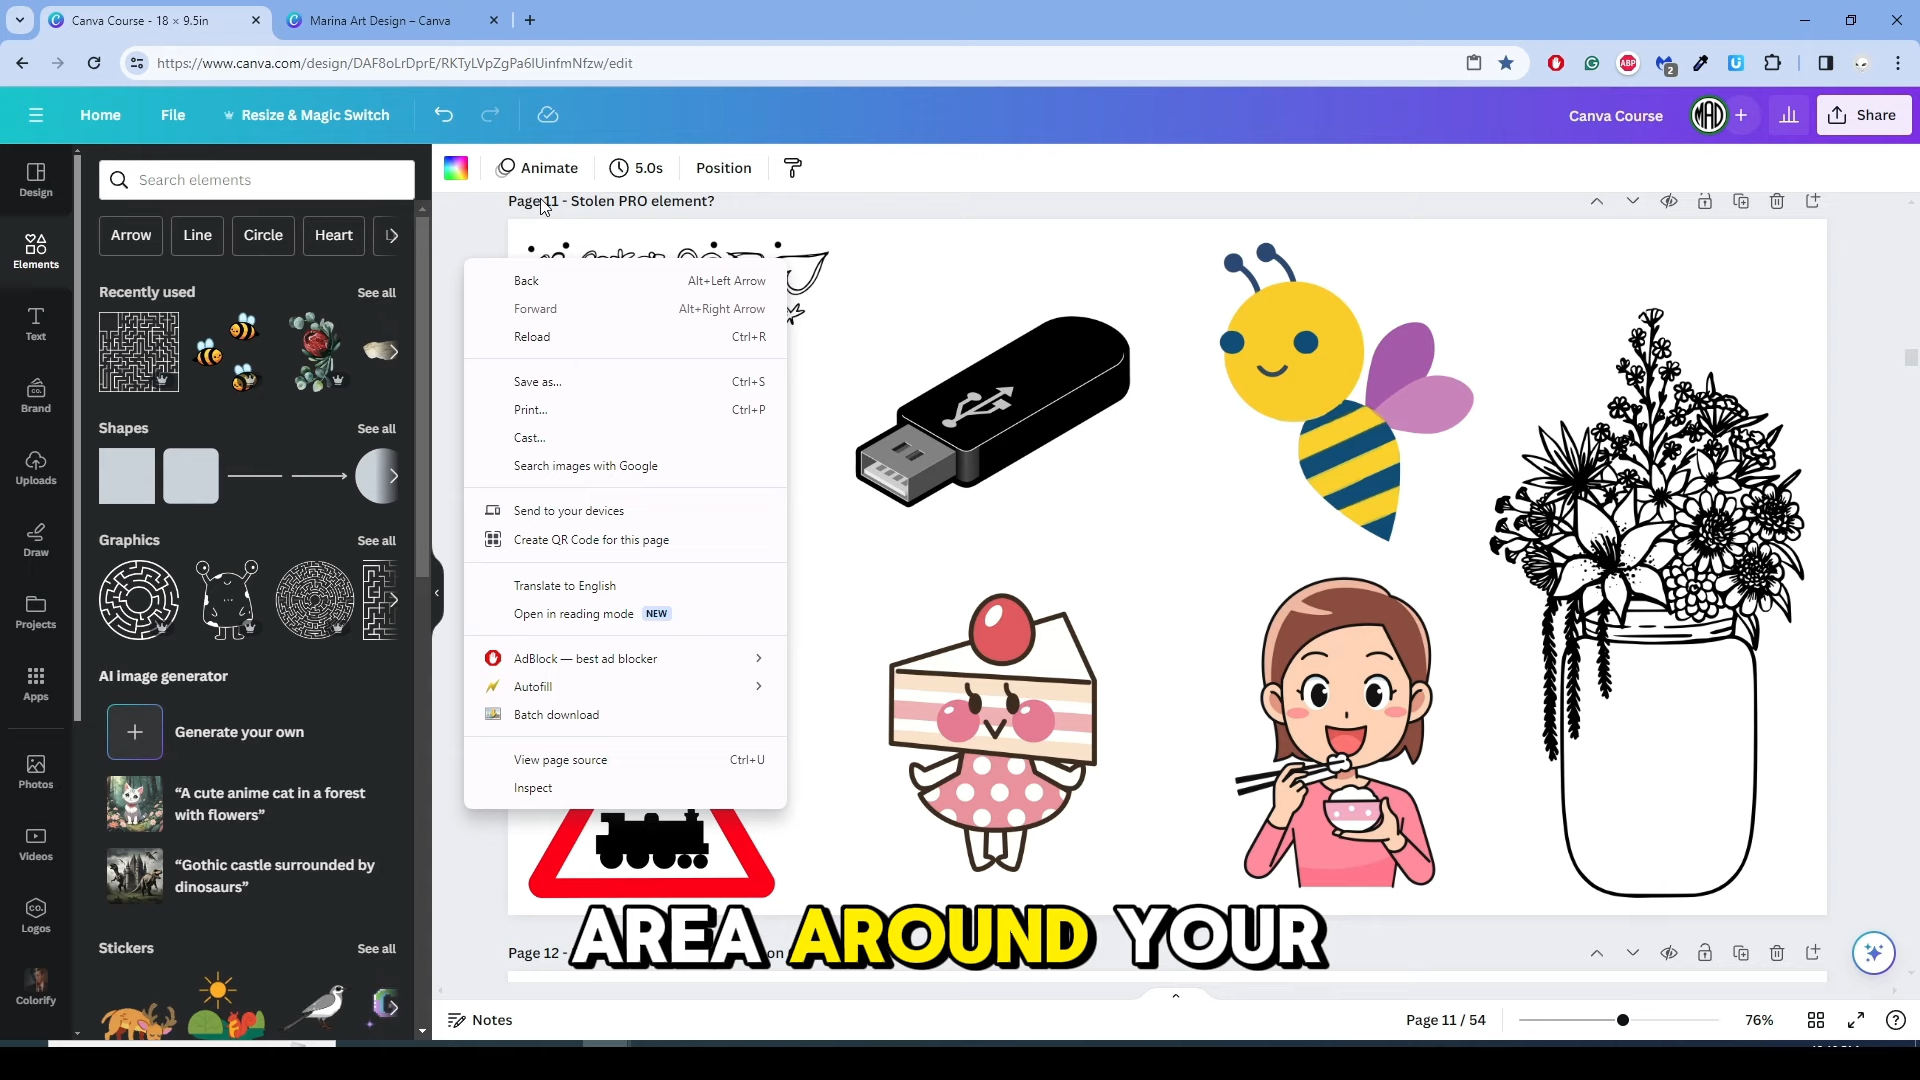 Canva Course - 18 × 9.5in
Marina Art Design – Canva
https://www.canva.com/design/DAF8oLrDprE/RKTyLVpZgPa6IUinfmNfzw/edit
ABP
2
Home
File
Resize & Magic Switch
Canva Course
MAD
Share
Design
Elements
Text
Brand
Uploads
Draw
Projects
Apps
Photos
Videos
Logos
Colorify
Search elements
Arrow
Line
Circle
Heart
Recently used
See all
Shapes
See all
Graphics
See all
AI image generator
Generate your own
“A cute anime cat in a forest
with flowers”
“Gothic castle surrounded by
dinosaurs”
Stickers
See all
Animate
5.0s
Position
Page 11 - Stolen PRO element?
Back Alt+Left Arrow
Forward Alt+Right Arrow
Reload Ctrl+R
Save as... Ctrl+S
Print... Ctrl+P
Cast...
Search images with Google
Send to your devices
Create QR Code for this page
Translate to English
Open in reading mode NEW
AdBlock — best ad blocker
Autofill
Batch download
View page source Ctrl+U
Inspect
AREA AROUND YOUR
Page 12 -
Notes
Page 11 / 54
76%